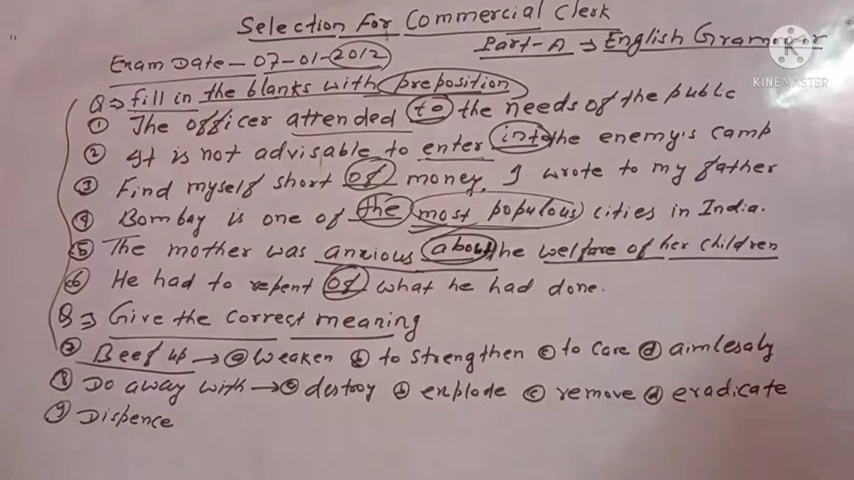 Selection For Commercial Clerk
Part-A → English Grammar
KINEMASTER
Exam Date - 07-01-2012
Q → fill in the blanks with preposition
① The officer attended to the needs of the public
② It is not advisable to enter into the enemy's camp
③ Find myself short of money. I wrote to my father
④ Bombay is one of the most populous cities in India.
⑤ The mother was anxious about the welfare of her children
⑥ He had to repent of what he had done.
Q → Give the correct meaning
⑦ Beef up → ⓐ weaken ⓑ to strengthen ⓒ to care ⓓ aimlesaly
⑧ Do away with → ⓐ destroy ⓑ explode ⓒ remove ⓓ eradicate
⑨ Dispence